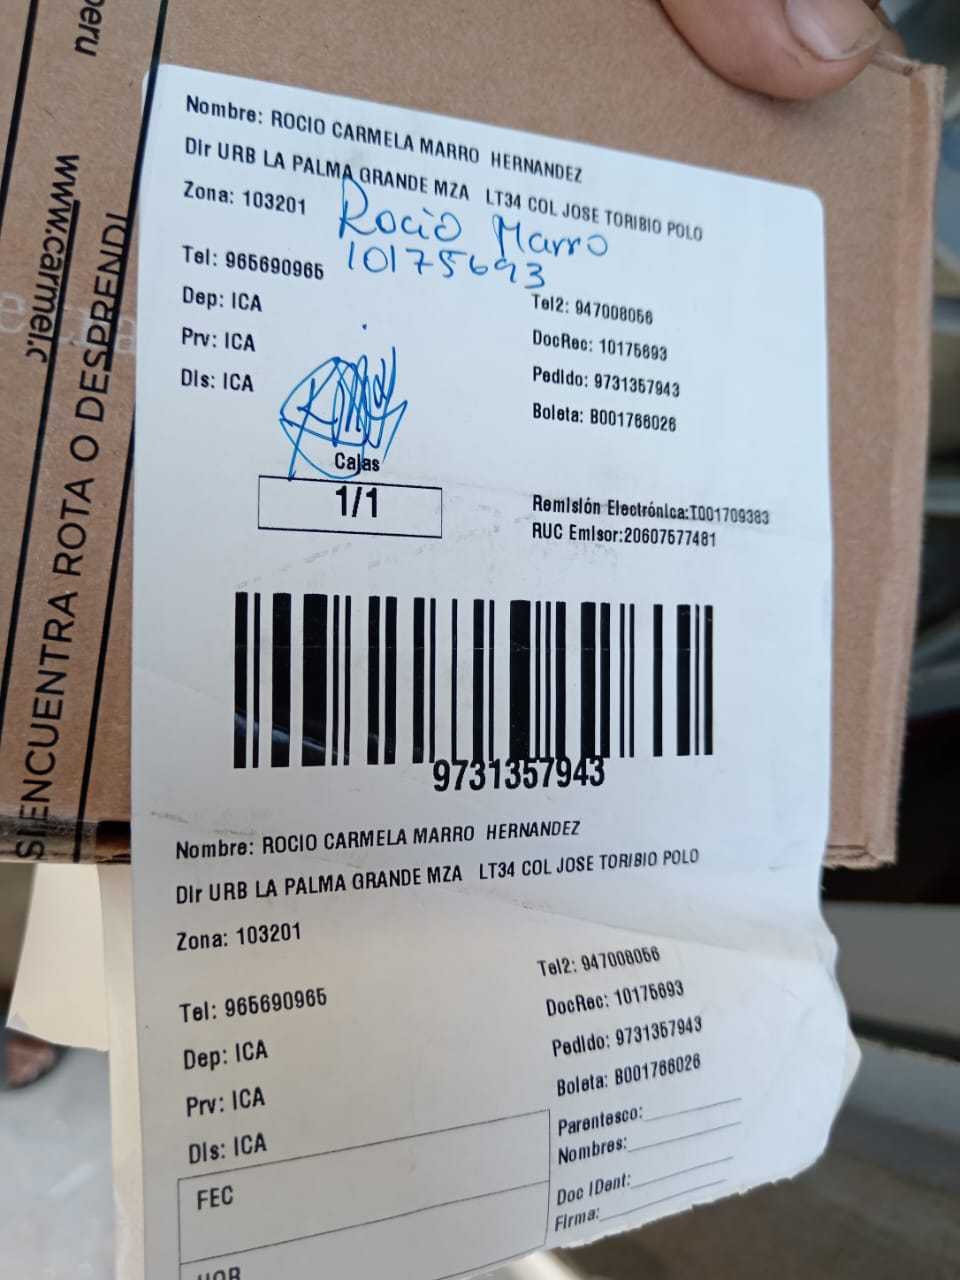 Nombre: ROCIO CARMELA MARRO HERNANDEZ
Dir URB LA PALMA GRANDE MZA LT34 COL JOSE TORIBIO POLO
Zona: 103201
Rocio Marro
10175693
Tel: 965690965
Tel2: 947008056
Dep: ICA
DocRec: 10175693
Prv: ICA
Pedido: 9731357943
Dis: ICA
Boleta: B001766026
Cajas
1/1
Remisión Electrónica:T001709383
RUC Emisor:20607577481
9731357943
Nombre: ROCIO CARMELA MARRO HERNANDEZ
Dir URB LA PALMA GRANDE MZA LT34 COL JOSE TORIBIO POLO
Zona: 103201
Tel: 965690965
Tel2: 947008056
Dep: ICA
DocRec: 10175693
Prv: ICA
Pedido: 9731357943
Dis: ICA
Boleta: B001766026
Parentesco:
Nombres:
Doc IDent:
Firma:
FEC
HOR
peru
www.carmel.c
SI ENCUENTRA ROTA O DESPRENDI